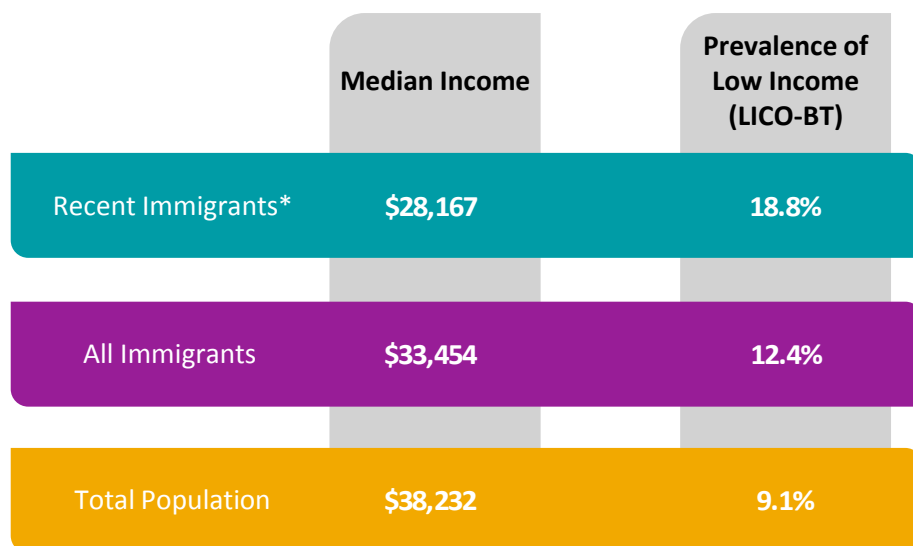 Median Income
Prevalence of
Low Income
(LICO-BT)
Recent Immigrants* $28,167 18.8%
All Immigrants $33,454 12.4%
Total Population $38,232 9.1%